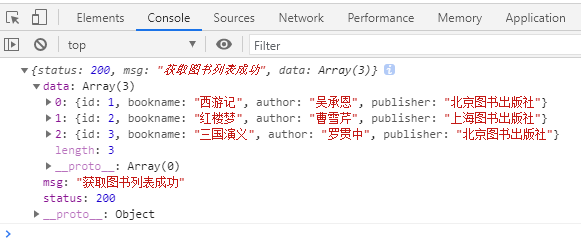 Elements Console Sources Network Performance Memory Application
top Filter
{status: 200, msg: "获取图书列表成功", data: Array(3)} i
data: Array(3)
0: {id: 1, bookname: "西游记", author: "吴承恩", publisher: "北京图书出版社"}
1: {id: 2, bookname: "红楼梦", author: "曹雪芹", publisher: "上海图书出版社"}
2: {id: 3, bookname: "三国演义", author: "罗贯中", publisher: "北京图书出版社"}
length: 3
__proto__: Array(0)
msg: "获取图书列表成功"
status: 200
__proto__: Object